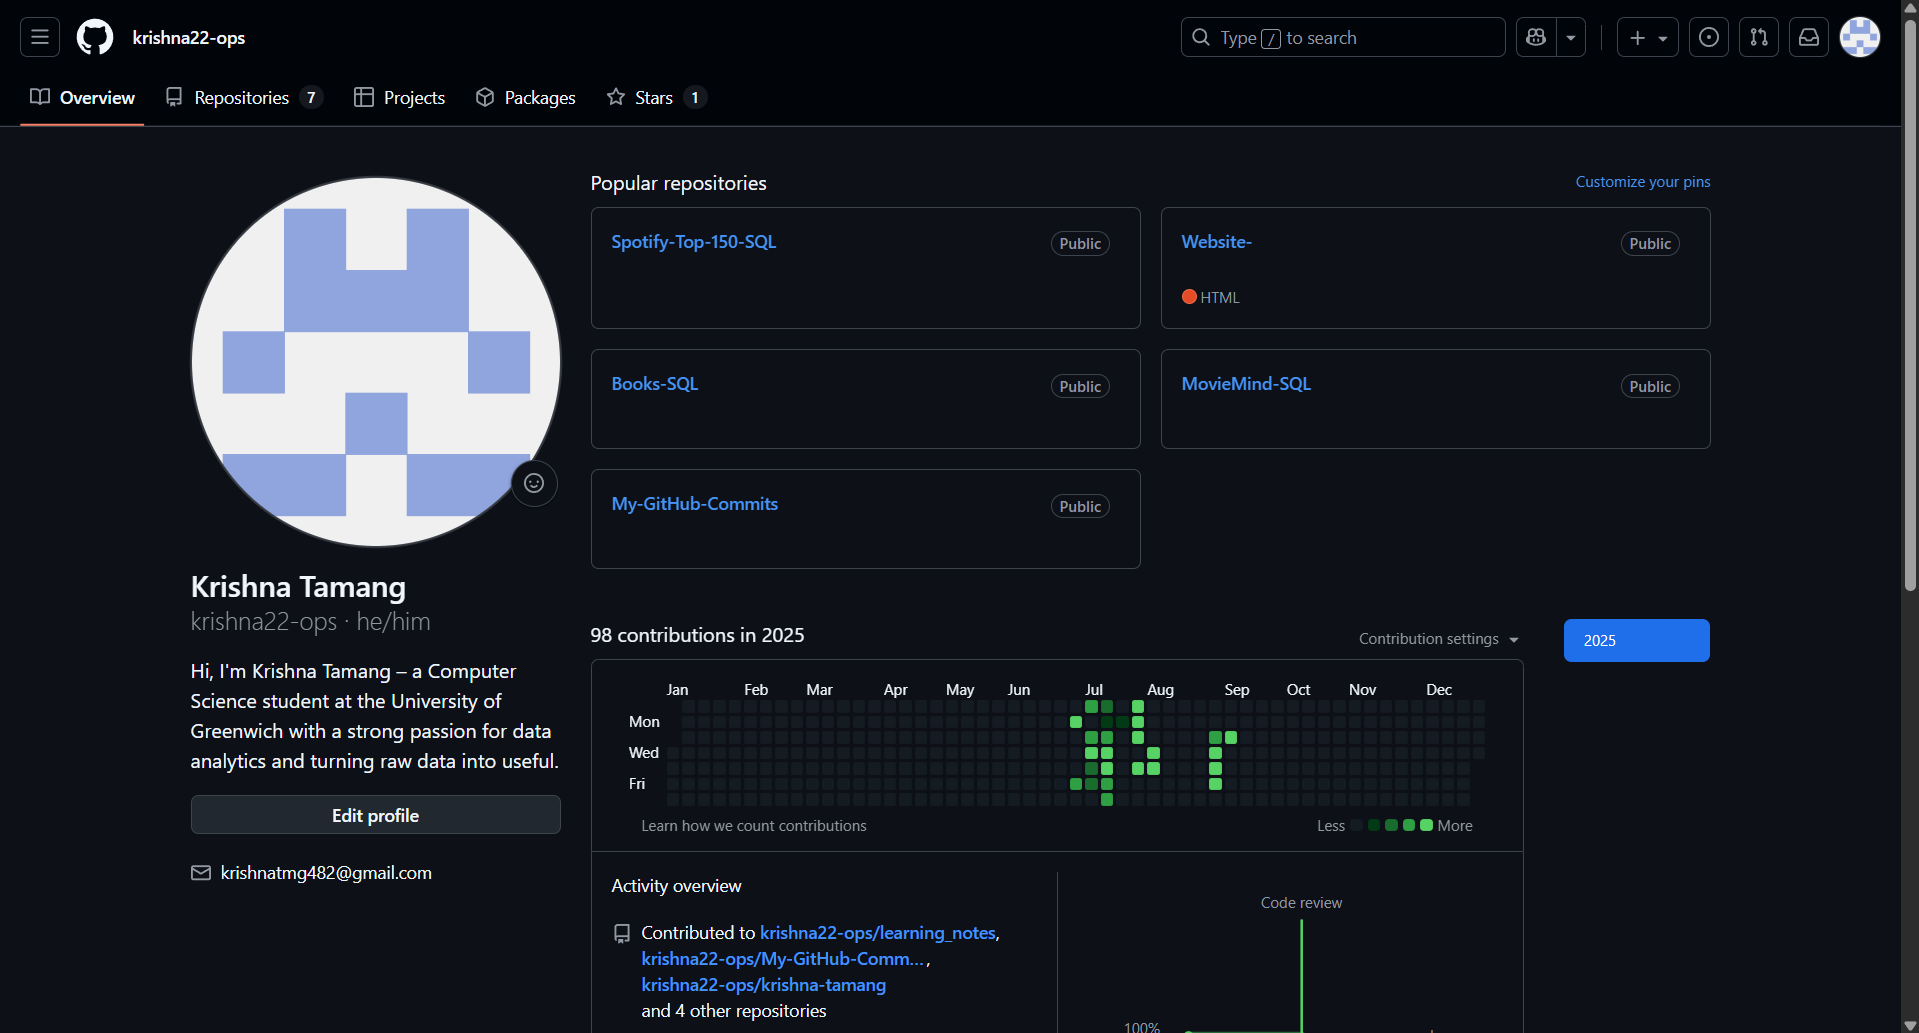 krishna22-ops
Type / to search
Overview
Repositories 7
Projects
Packages
Stars 1
Popular repositories
Customize your pins
Spotify-Top-150-SQL
Public
Website-
Public
HTML
Books-SQL
Public
MovieMind-SQL
Public
My-GitHub-Commits
Public
Krishna Tamang
krishna22-ops · he/him
Hi, I'm Krishna Tamang – a Computer
Science student at the University of
Greenwich with a strong passion for data
analytics and turning raw data into useful.
Edit profile
krishnatmg482@gmail.com
98 contributions in 2025
Contribution settings
2025
Jan Feb Mar Apr May Jun Jul Aug Sep Oct Nov Dec
Mon
Wed
Fri
Learn how we count contributions
Less More
Activity overview
Contributed to krishna22-ops/learning_notes,
krishna22-ops/My-GitHub-Comm…,
krishna22-ops/krishna-tamang
and 4 other repositories
Code review
100%